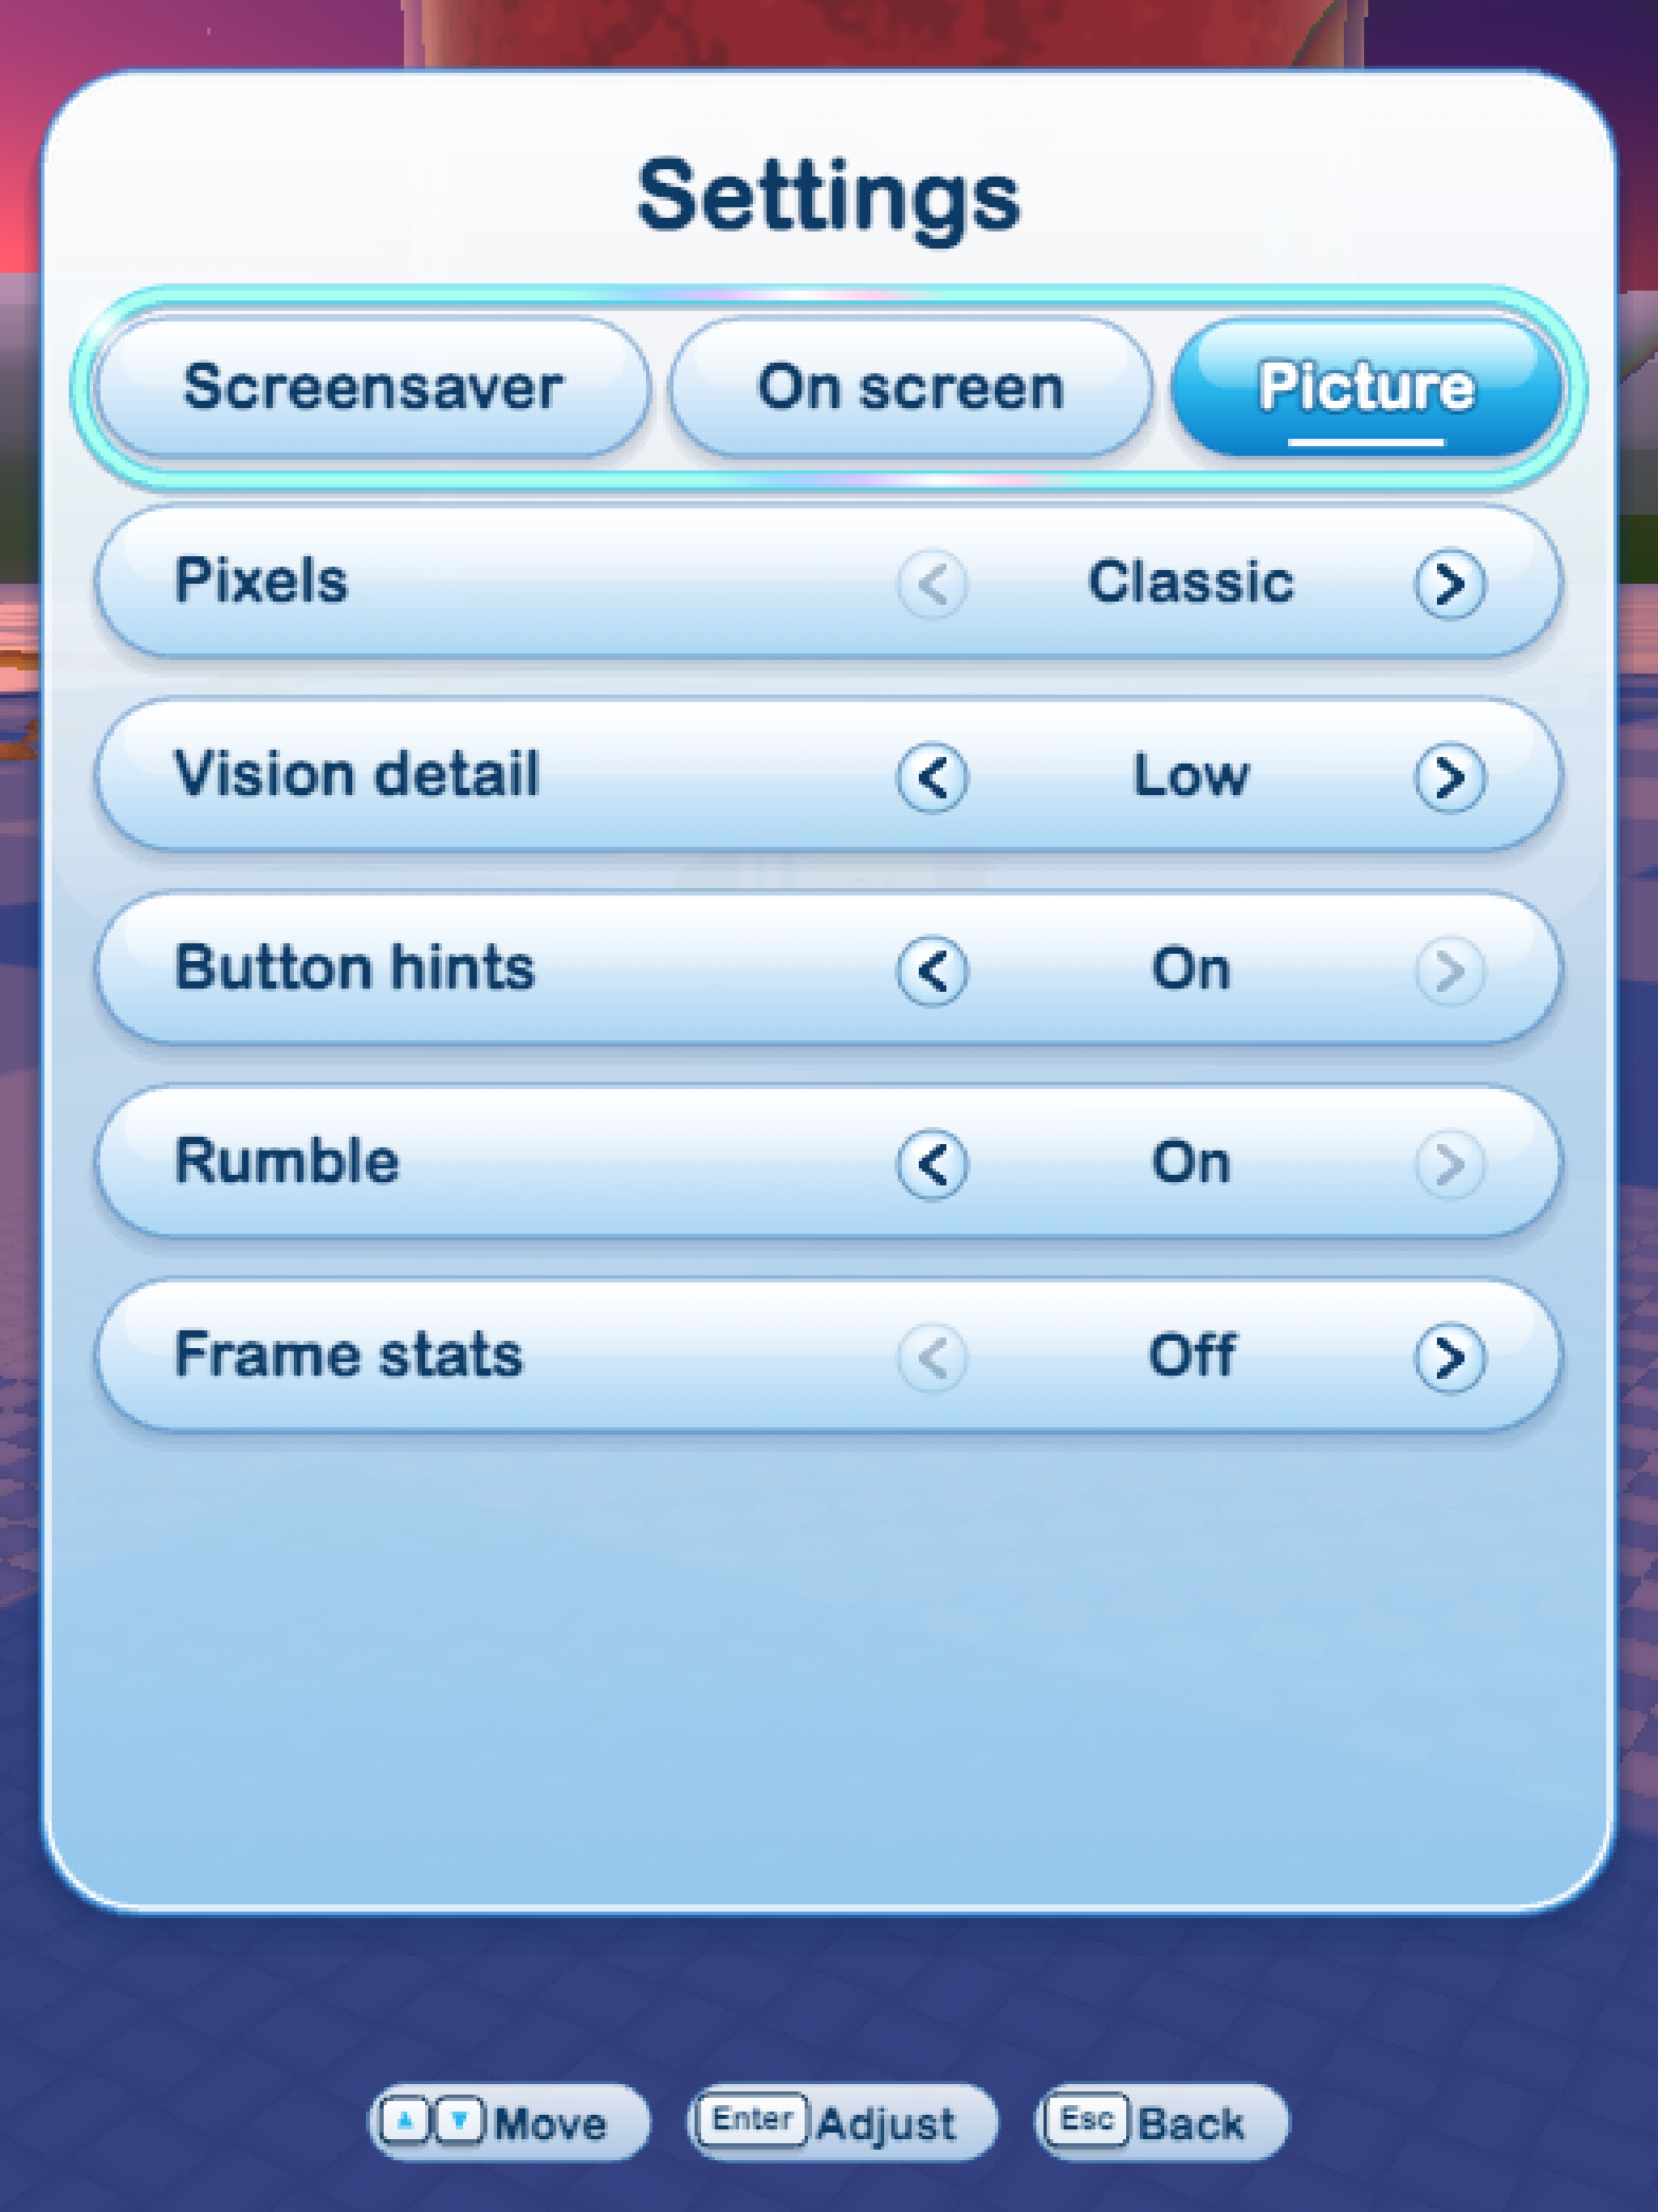 Settings
Screensaver On screen Picture
Pixels Classic
Vision detail Low
Button hints On
Rumble On
Frame stats Off
Move Enter Adjust Esc Back